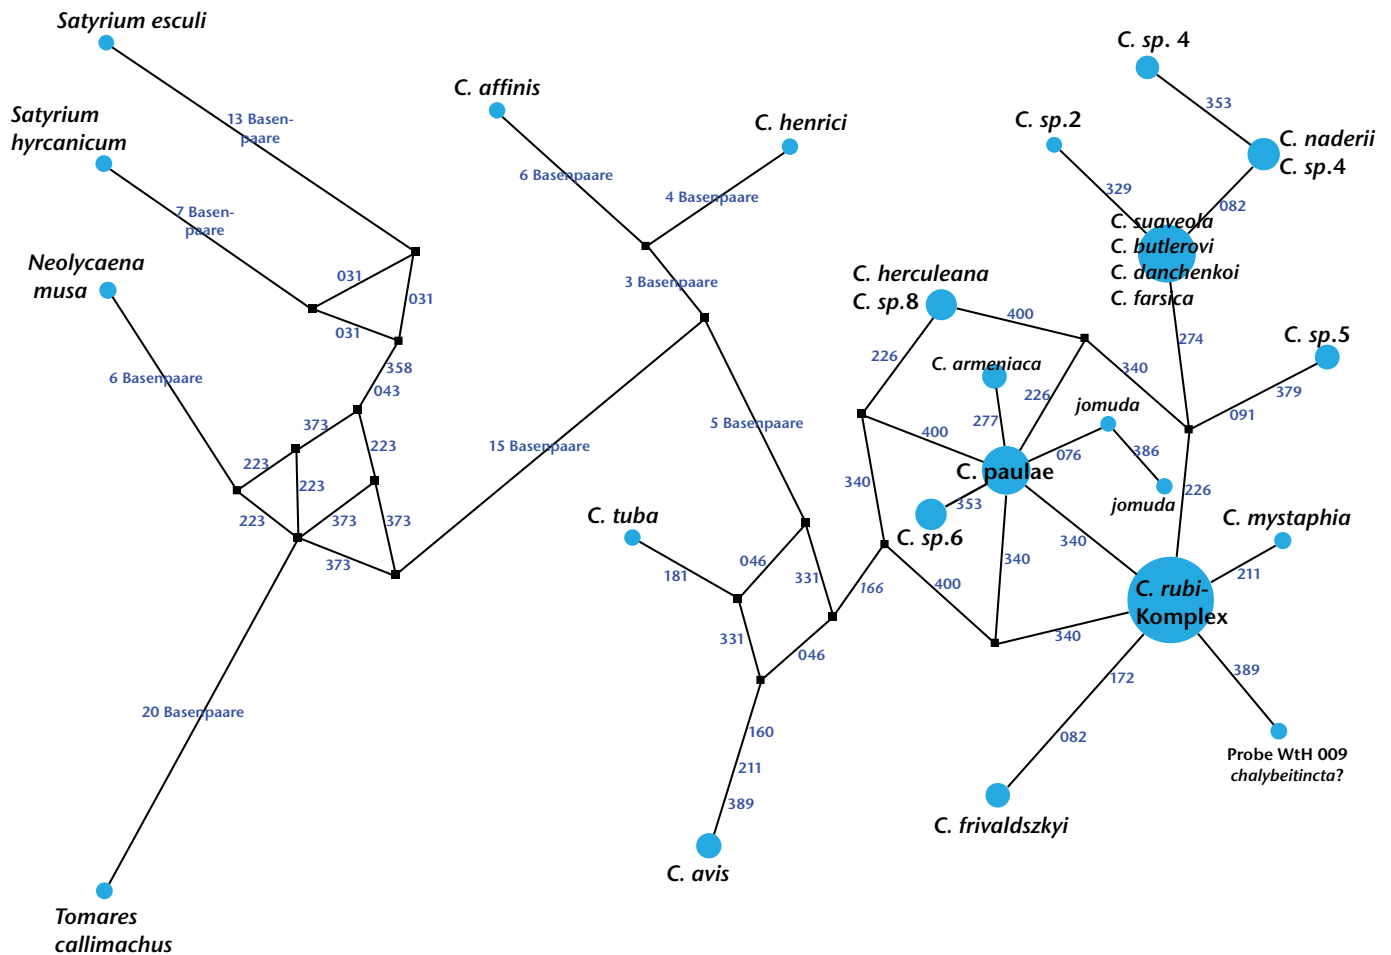 Satyrium esculi
13 Basen-
paare
Satyrium
hyrcanicum
7 Basen-
paare
Neolycaena
musa
6 Basenpaare
031
031
031
358
043
373
223
223
223
223
373
373
373
20 Basenpaare
Tomares
callimachus
15 Basenpaare
C. affinis
6 Basenpaare
C. henrici
4 Basenpaare
3 Basenpaare
5 Basenpaare
C. tuba
181
046
331
331
046
166
160
211
389
C. avis
C. herculeana
C. sp.8
400
226
C. armeniaca
226
340
277
400
jomuda
076
386
jomuda
C. paulae
340
353
C. sp.6
340
340
400
340
C. sp. 4
353
C. sp.2
C. naderii
C. sp.4
329
082
C. suaveola
C. butlerovi
C. danchenkoi
C. farsica
274
C. sp.5
379
091
226
C. mystaphia
211
C. rubi-
Komplex
172
082
389
Probe WtH 009
chalybeitincta?
C. frivaldszkyi